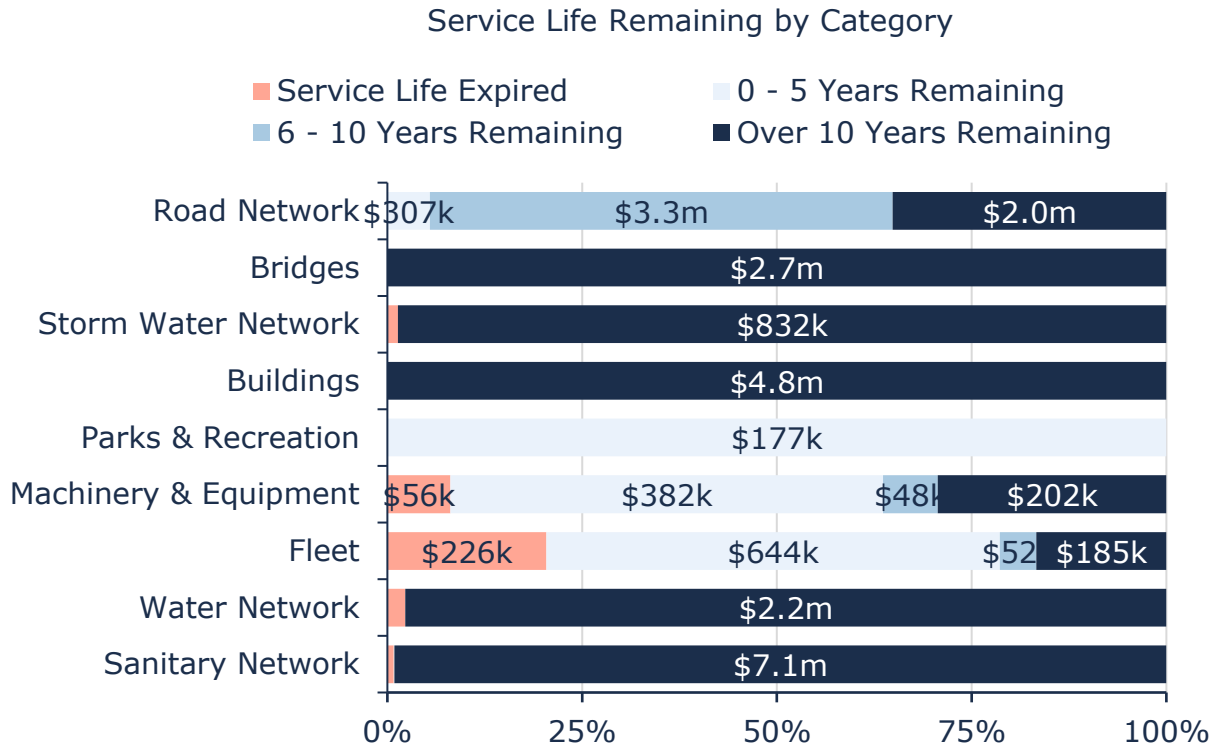 Service Life Remaining by Category
Service Life Expired
0 - 5 Years Remaining
6 - 10 Years Remaining
Over 10 Years Remaining
Road Network $307k $3.3m $2.0m
Bridges $2.7m
Storm Water Network $832k
Buildings $4.8m
Parks & Recreation $177k
Machinery & Equipment $56k $382k $48k $202k
Fleet $226k $644k $52 $185k
Water Network $2.2m
Sanitary Network $7.1m
0% 25% 50% 75% 100%